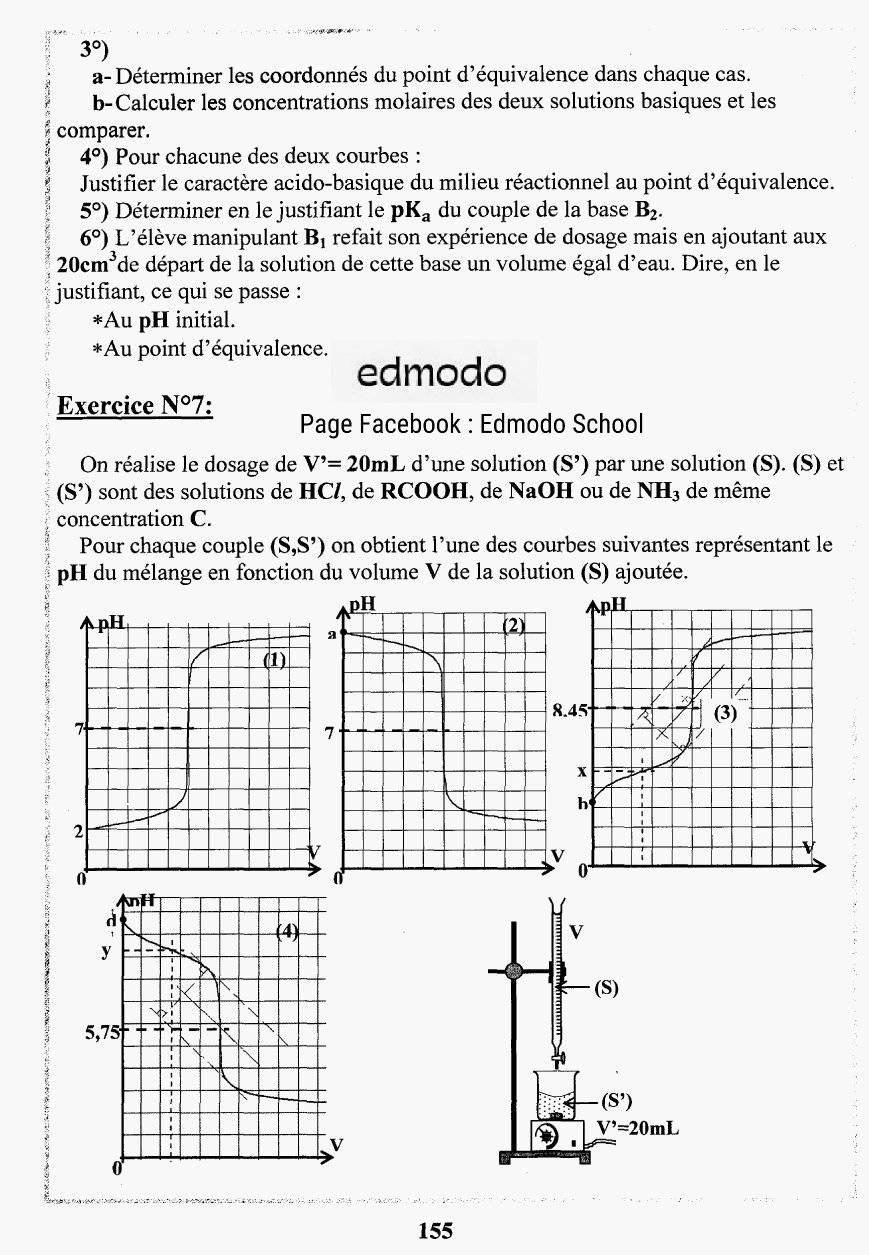 3°)
a- Déterminer les coordonnés du point d'équivalence dans chaque cas.
b- Calculer les concentrations molaires des deux solutions basiques et les
comparer.
4°) Pour chacune des deux courbes :
Justifier le caractère acido-basique du milieu réactionnel au point d'équivalence.
5°) Déterminer en le justifiant le pKa du couple de la base B2.
6°) L'élève manipulant B1 refait son expérience de dosage mais en ajoutant aux
20cm³de départ de la solution de cette base un volume égal d'eau. Dire, en le
justifiant, ce qui se passe :
*Au pH initial.
*Au point d'équivalence.
edmodo
Exercice N°7:
Page Facebook : Edmodo School
On réalise le dosage de V'= 20mL d'une solution (S') par une solution (S). (S) et
(S') sont des solutions de HCl, de RCOOH, de NaOH ou de NH3 de même
concentration C.
Pour chaque couple (S,S') on obtient l'une des courbes suivantes représentant le
pH du mélange en fonction du volume V de la solution (S) ajoutée.
pH
(1)
7
2
0
V
pH
a
(2)
7
0
V
pH
8.45
(3)
x
b
0
V
pH
d
(4)
y
5,75
0
V
V
(S)
(S')
V'=20mL
155